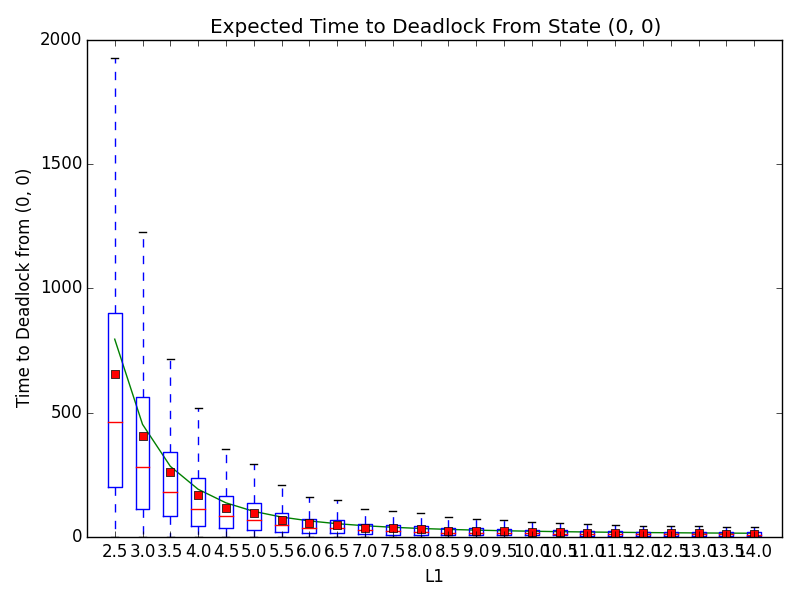 Expected Time to Deadlock From State (0, 0)
Time to Deadlock from (0, 0)
2000
1500
1000
500
0
2.5 3.0 3.5 4.0 4.5 5.0 5.5 6.0 6.5 7.0 7.5 8.0 8.5 9.0 9.5 10.0 10.5 11.0 11.5 12.0 12.5 13.0 13.5 14.0
L1